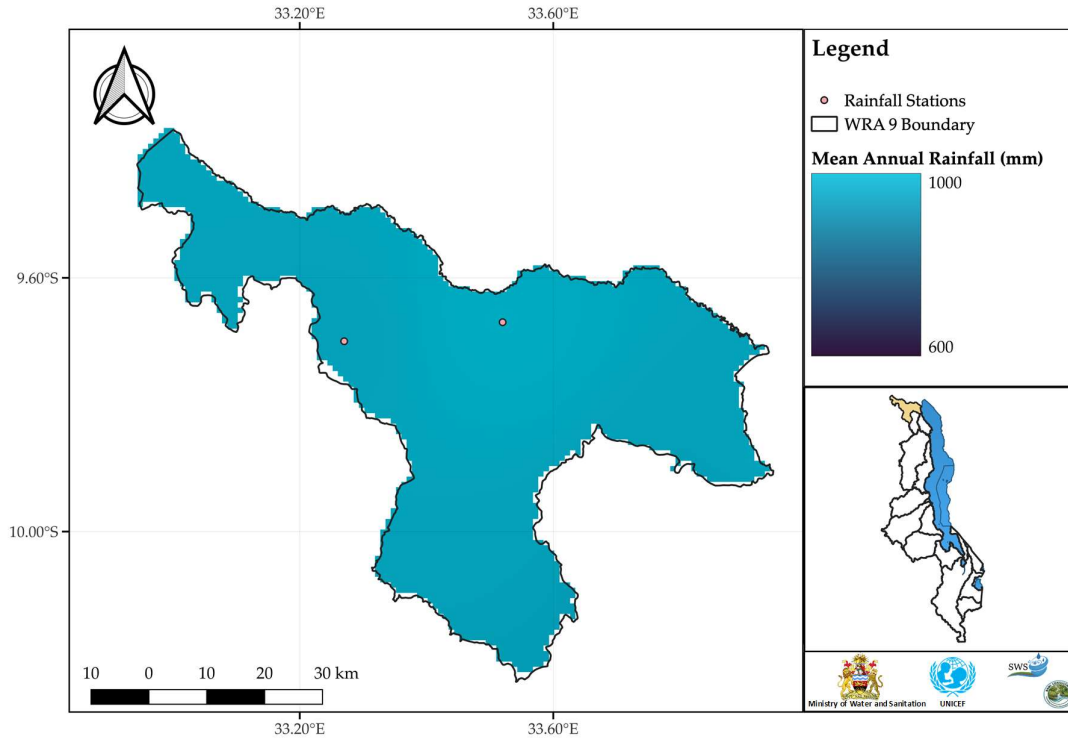 33.20°E 33.60°E
Legend
Rainfall Stations
WRA 9 Boundary
Mean Annual Rainfall (mm)
1000
600
9.60°S
10.00°S
10 0 10 20 30 km
33.20°E 33.60°E
SWS
Ministry of Water and Sanitation UNICEF